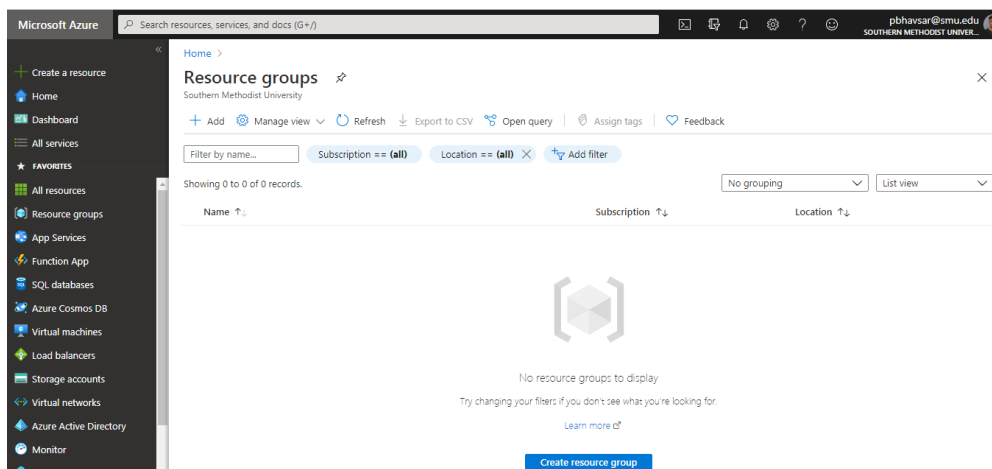 Microsoft Azure
Search resources, services, and docs (G+/)
pbhavsar@smu.edu
SOUTHERN METHODIST UNIVER...
Create a resource
Home
Dashboard
All services
FAVORITES
All resources
Resource groups
App Services
Function App
SQL databases
Azure Cosmos DB
Virtual machines
Load balancers
Storage accounts
Virtual networks
Azure Active Directory
Monitor
Home >
Resource groups
Southern Methodist University
Add Manage view Refresh Export to CSV Open query Assign tags Feedback
Filter by name... Subscription == (all) Location == (all) Add filter
Showing 0 to 0 of 0 records. No grouping List view
Name Subscription Location
No resource groups to display
Try changing your filters if you don't see what you're looking for.
Learn more
Create resource group